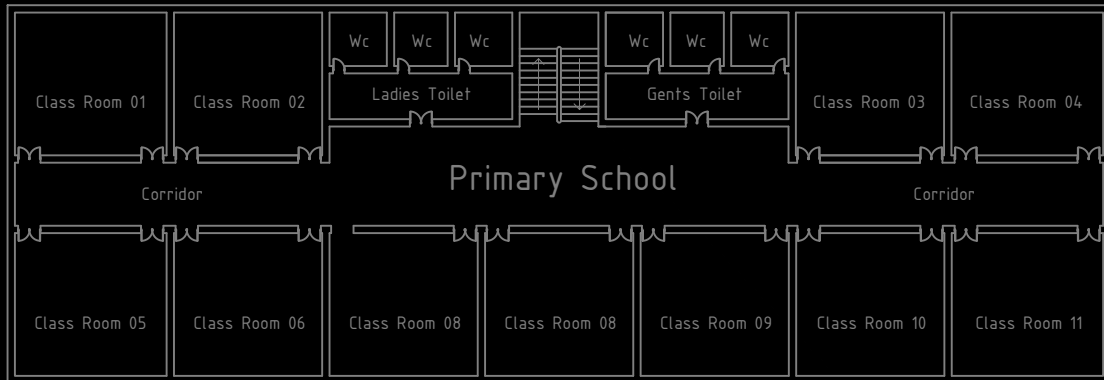 Wc Wc Wc Wc Wc Wc
Class Room 01 Class Room 02 Ladies Toilet Gents Toilet Class Room 03 Class Room 04
Primary School
Corridor Corridor
Class Room 05 Class Room 06 Class Room 08 Class Room 08 Class Room 09 Class Room 10 Class Room 11